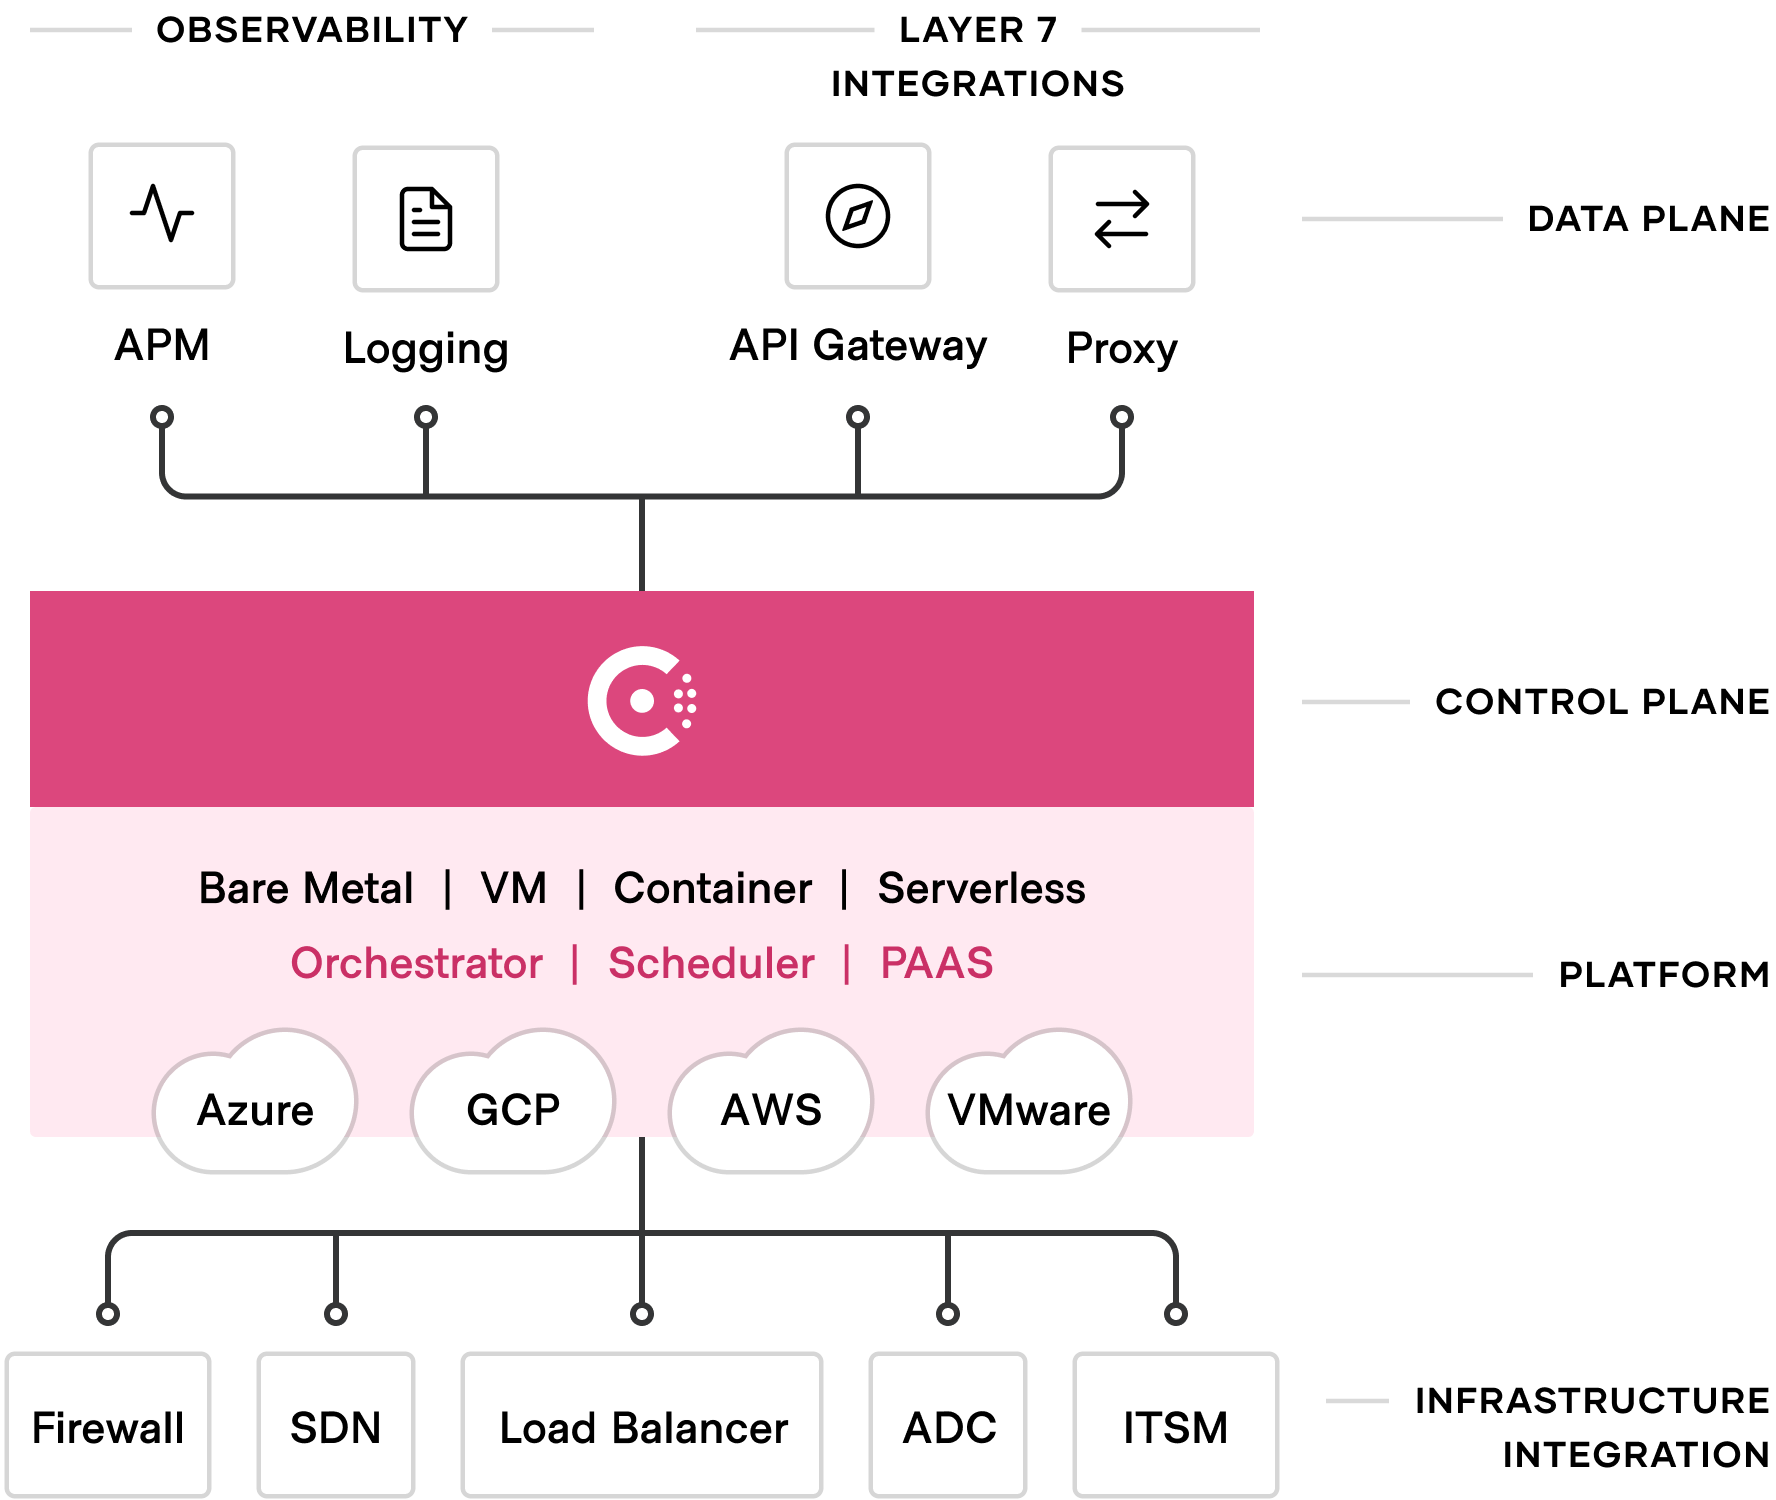 OBSERVABILITY
LAYER 7
INTEGRATIONS
APM
Logging
API Gateway
Proxy
DATA PLANE
CONTROL PLANE
Bare Metal | VM | Container | Serverless
Orchestrator | Scheduler | PAAS
PLATFORM
Azure
GCP
AWS
VMware
Firewall
SDN
Load Balancer
ADC
ITSM
INFRASTRUCTURE
INTEGRATION